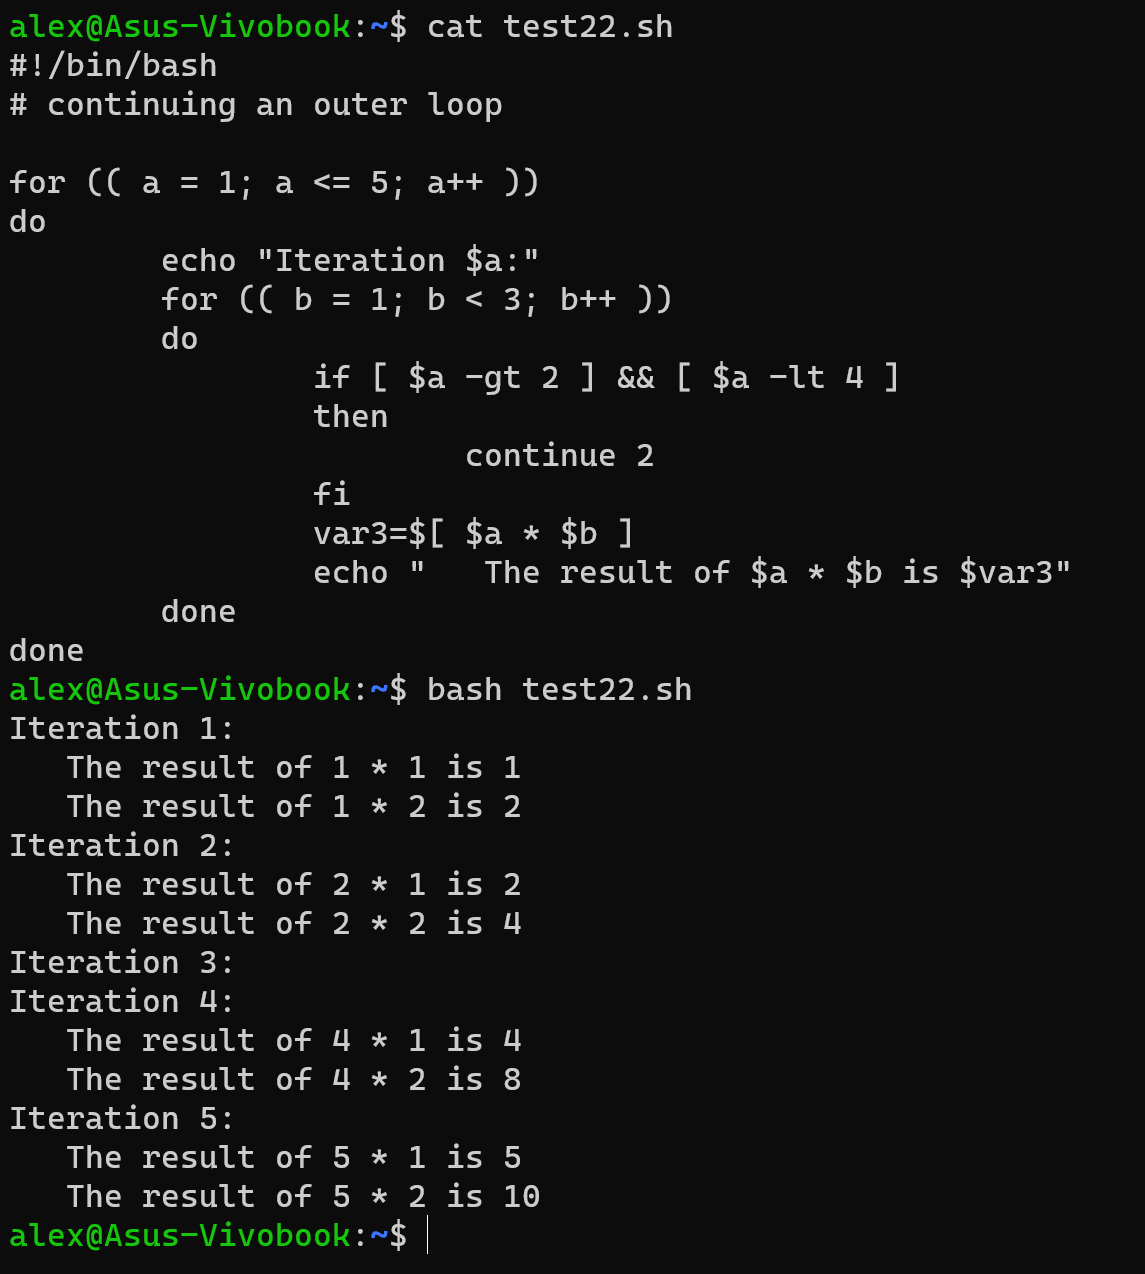 alex@Asus-Vivobook:~$ cat test22.sh
#!/bin/bash
# continuing an outer loop

for (( a = 1; a <= 5; a++ ))
do
        echo "Iteration $a:"
        for (( b = 1; b < 3; b++ ))
        do
                if [ $a -gt 2 ] && [ $a -lt 4 ]
                then
                        continue 2
                fi
                var3=$[ $a * $b ]
                echo "   The result of $a * $b is $var3"
        done
done
alex@Asus-Vivobook:~$ bash test22.sh
Iteration 1:
   The result of 1 * 1 is 1
   The result of 1 * 2 is 2
Iteration 2:
   The result of 2 * 1 is 2
   The result of 2 * 2 is 4
Iteration 3:
Iteration 4:
   The result of 4 * 1 is 4
   The result of 4 * 2 is 8
Iteration 5:
   The result of 5 * 1 is 5
   The result of 5 * 2 is 10
alex@Asus-Vivobook:~$